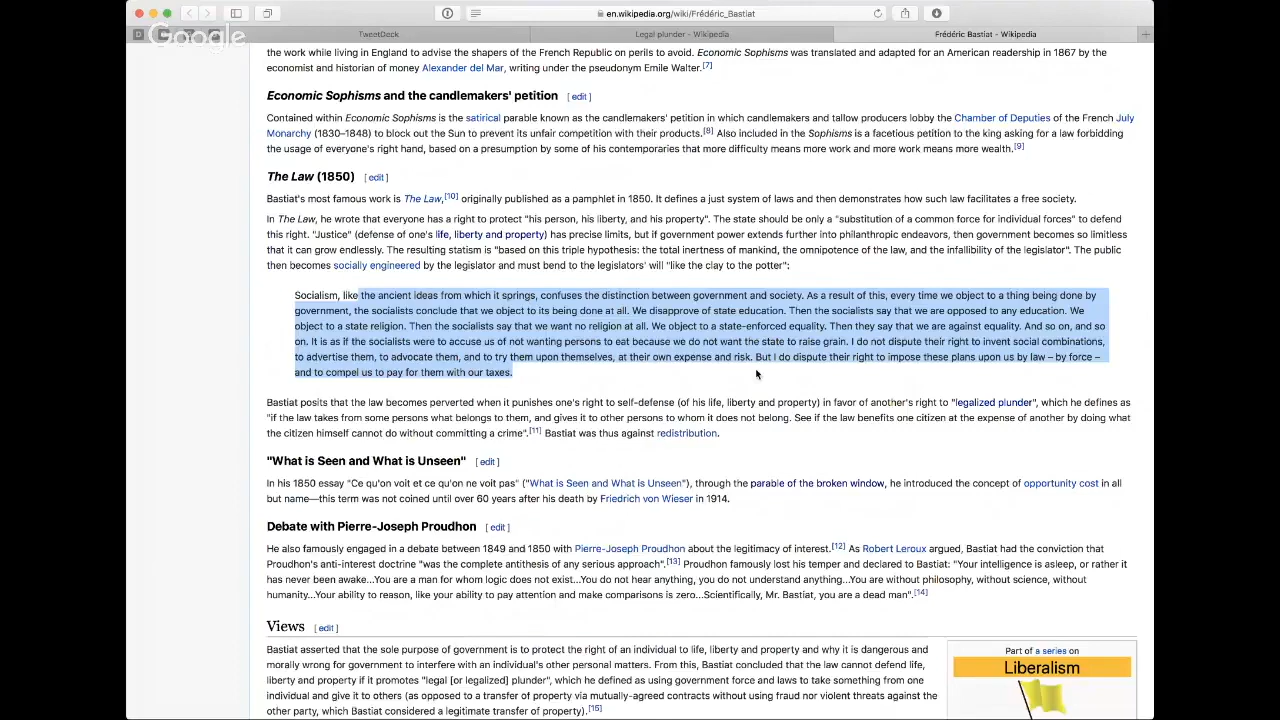 en.wikipedia.org/wiki/Frédéric_Bastiat
Google
TweetDeck
Legal plunder - Wikipedia
Frédéric Bastiat - Wikipedia
the work while living in England to advise the shapers of the French Republic on perils to avoid. Economic Sophisms was translated and adapted for an American readership in 1867 by the
economist and historian of money Alexander del Mar, writing under the pseudonym Emile Walter.[7]
Economic Sophisms and the candlemakers' petition [ edit ]
Contained within Economic Sophisms is the satirical parable known as the candlemakers' petition in which candlemakers and tallow producers lobby the Chamber of Deputies of the French July
Monarchy (1830–1848) to block out the Sun to prevent its unfair competition with their products.[8] Also included in the Sophisms is a facetious petition to the king asking for a law forbidding
the usage of everyone's right hand, based on a presumption by some of his contemporaries that more difficulty means more work and more work means more wealth.[9]
The Law (1850) [ edit ]
Bastiat's most famous work is The Law,[10] originally published as a pamphlet in 1850. It defines a just system of laws and then demonstrates how such law facilitates a free society.
In The Law, he wrote that everyone has a right to protect "his person, his liberty, and his property". The state should be only a "substitution of a common force for individual forces" to defend
this right. "Justice" (defense of one's life, liberty and property) has precise limits, but if government power extends further into philanthropic endeavors, then government becomes so limitless
that it can grow endlessly. The resulting statism is "based on this triple hypothesis: the total inertness of mankind, the omnipotence of the law, and the infallibility of the legislator". The public
then becomes socially engineered by the legislator and must bend to the legislators' will "like the clay to the potter":
Socialism, like the ancient ideas from which it springs, confuses the distinction between government and society. As a result of this, every time we object to a thing being done by
government, the socialists conclude that we object to its being done at all. We disapprove of state education. Then the socialists say that we are opposed to any education. We
object to a state religion. Then the socialists say that we want no religion at all. We object to a state-enforced equality. Then they say that we are against equality. And so on, and so
on. It is as if the socialists were to accuse us of not wanting persons to eat because we do not want the state to raise grain. I do not dispute their right to invent social combinations,
to advertise them, to advocate them, and to try them upon themselves, at their own expense and risk. But I do dispute their right to impose these plans upon us by law – by force –
and to compel us to pay for them with our taxes.
Bastiat posits that the law becomes perverted when it punishes one's right to self-defense (of his life, liberty and property) in favor of another's right to "legalized plunder", which he defines as
"if the law takes from some persons what belongs to them, and gives it to other persons to whom it does not belong. See if the law benefits one citizen at the expense of another by doing what
the citizen himself cannot do without committing a crime".[11] Bastiat was thus against redistribution.
"What is Seen and What is Unseen" [ edit ]
In his 1850 essay "Ce qu'on voit et ce qu'on ne voit pas" ("What is Seen and What is Unseen"), through the parable of the broken window, he introduced the concept of opportunity cost in all
but name—this term was not coined until over 60 years after his death by Friedrich von Wieser in 1914.
Debate with Pierre-Joseph Proudhon [ edit ]
He also famously engaged in a debate between 1849 and 1850 with Pierre-Joseph Proudhon about the legitimacy of interest.[12] As Robert Leroux argued, Bastiat had the conviction that
Proudhon's anti-interest doctrine "was the complete antithesis of any serious approach".[13] Proudhon famously lost his temper and declared to Bastiat: "Your intelligence is asleep, or rather it
has never been awake...You are a man for whom logic does not exist...You do not hear anything, you do not understand anything...You are without philosophy, without science, without
humanity...Your ability to reason, like your ability to pay attention and make comparisons is zero...Scientifically, Mr. Bastiat, you are a dead man".[14]
Views [ edit ]
Bastiat asserted that the sole purpose of government is to protect the right of an individual to life, liberty and property and why it is dangerous and
morally wrong for government to interfere with an individual's other personal matters. From this, Bastiat concluded that the law cannot defend life,
liberty and property if it promotes "legal [or legalized] plunder", which he defined as using government force and laws to take something from one
individual and give it to others (as opposed to a transfer of property via mutually-agreed contracts without using fraud nor violent threats against the
other party, which Bastiat considered a legitimate transfer of property).[15]
Part of a series on
Liberalism